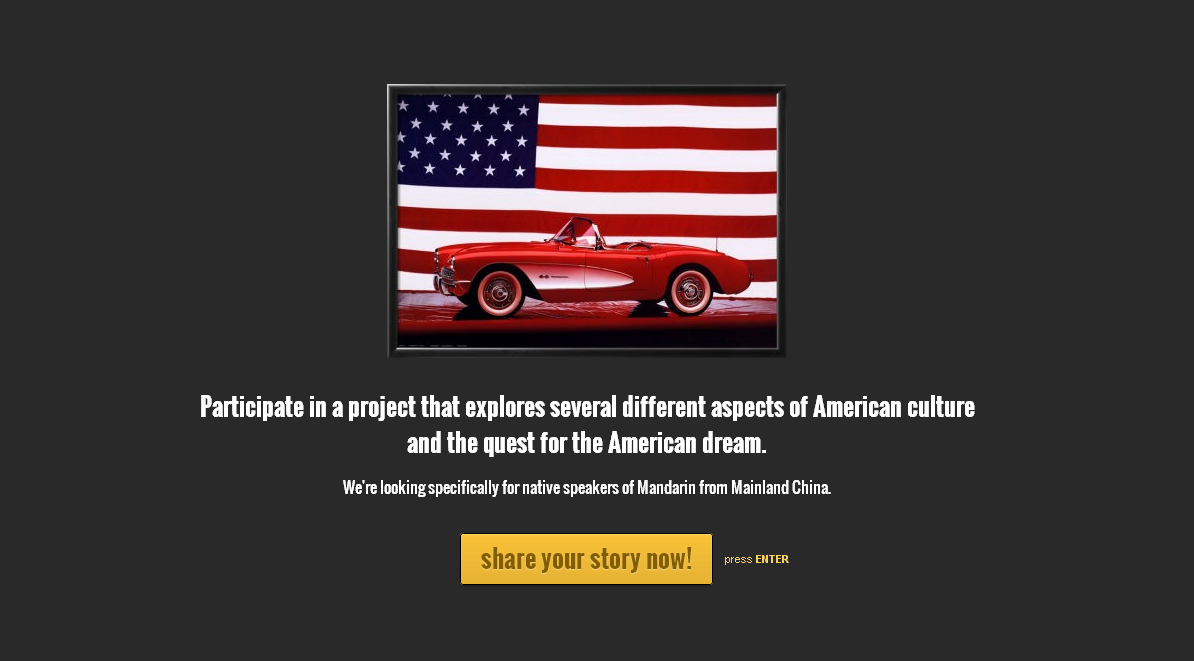 Participate in a project that explores several different aspects of American culture
and the quest for the American dream.
We're looking specifically for native speakers of Mandarin from Mainland China.
share your story now!
press ENTER